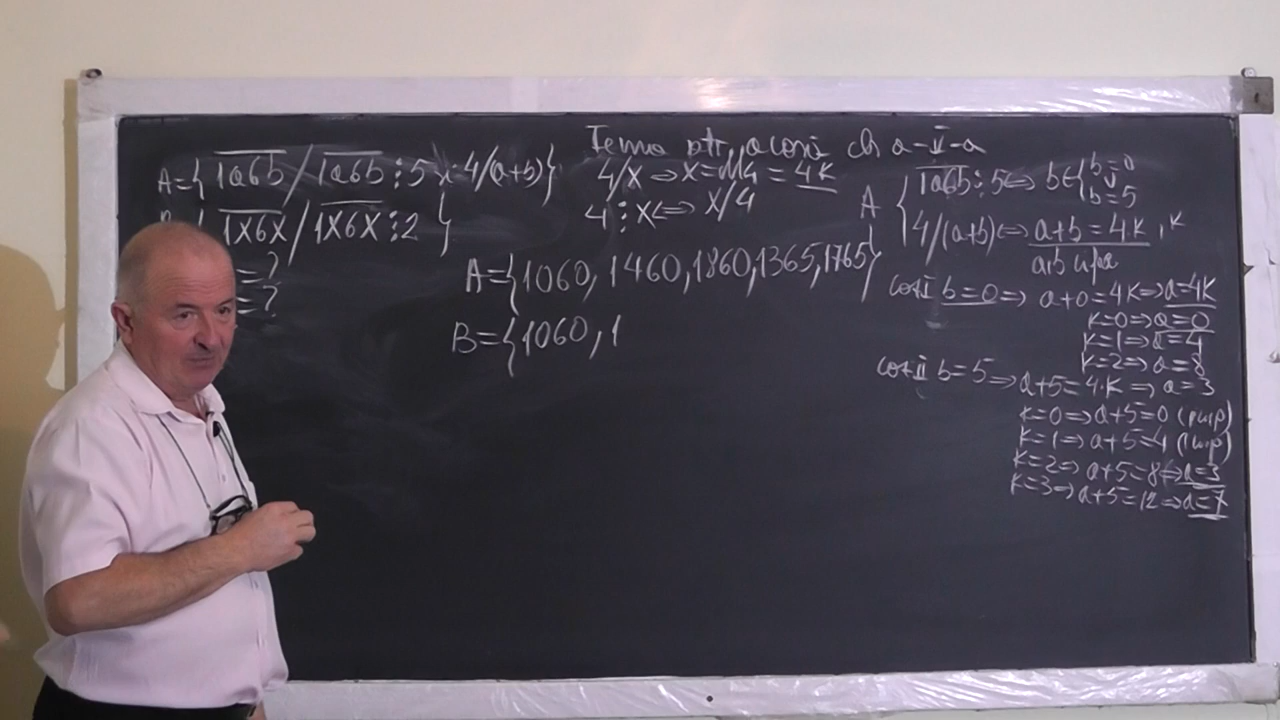 Tema ptr. acasă cls a-V-a
A={ 1a6b / 1a6b ⋮ 5 și 4/(a+b)}
1x6x / 1x6x ⋮ 2 }
=?
=?
4/x ⇒ x=M4 = 4K
4 ⋮ x ⇔ x/4
A={1060, 1460, 1860, 1365, 1765}
B={1060, 1
A { 1a6b ⋮ 5 ⇔ b∈ { b=0
b=5
4/(a+b) ⇔ a+b = 4K, K
a,b cifre
caz I b=0 ⇒ a+0=4K ⇒ a=4K
K=0 ⇒ a=0
K=1 ⇒ a=4
K=2 ⇒ a=8
caz II b=5 ⇒ a+5=4·K ⇒ a=3
K=0 ⇒ a+5=0 (imp)
K=1 ⇒ a+5=4 (imp)
K=2 ⇒ a+5=8 ⇒ a=3
K=3 ⇒ a+5=12 ⇒ a=7